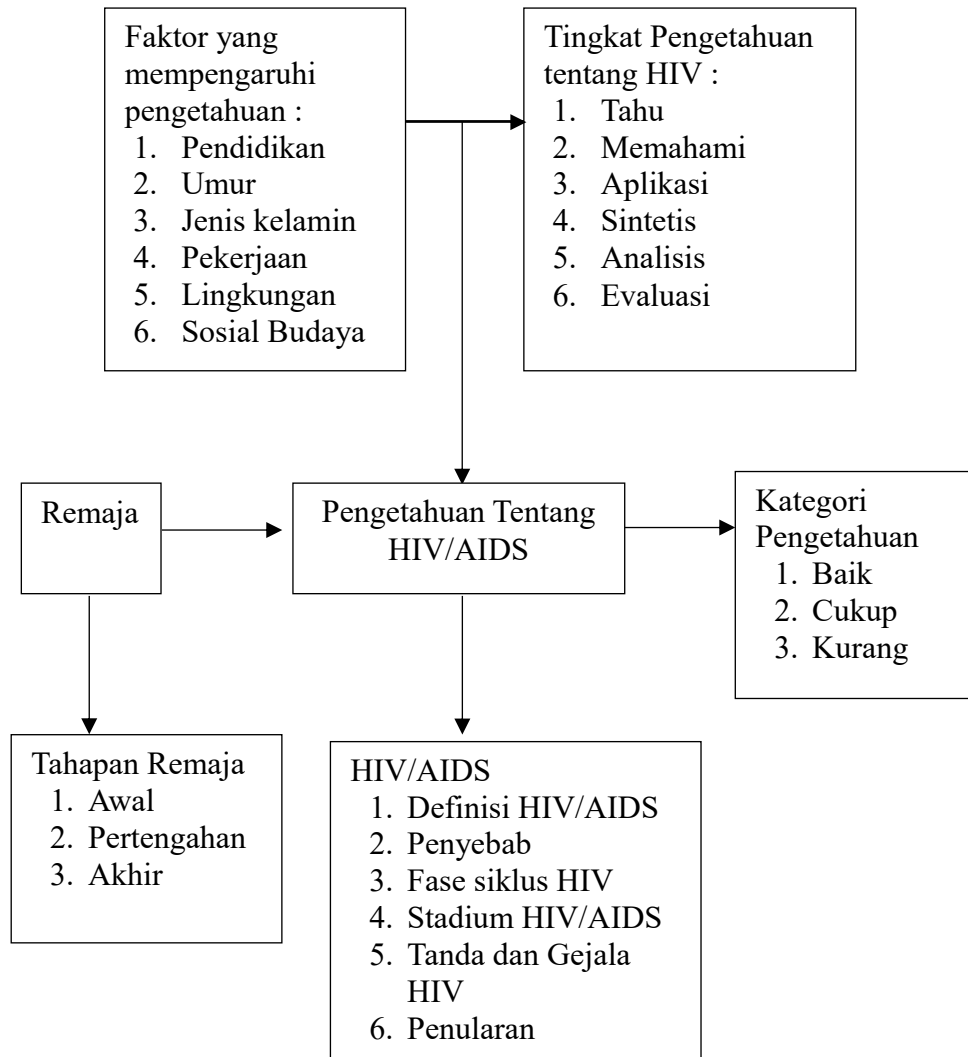 Faktor yang
mempengaruhi
pengetahuan :
1. Pendidikan
2. Umur
3. Jenis kelamin
4. Pekerjaan
5. Lingkungan
6. Sosial Budaya
Tingkat Pengetahuan
tentang HIV :
1. Tahu
2. Memahami
3. Aplikasi
4. Sintetis
5. Analisis
6. Evaluasi
Remaja
Pengetahuan Tentang
HIV/AIDS
Kategori
Pengetahuan
1. Baik
2. Cukup
3. Kurang
Tahapan Remaja
1. Awal
2. Pertengahan
3. Akhir
HIV/AIDS
1. Definisi HIV/AIDS
2. Penyebab
3. Fase siklus HIV
4. Stadium HIV/AIDS
5. Tanda dan Gejala
HIV
6. Penularan